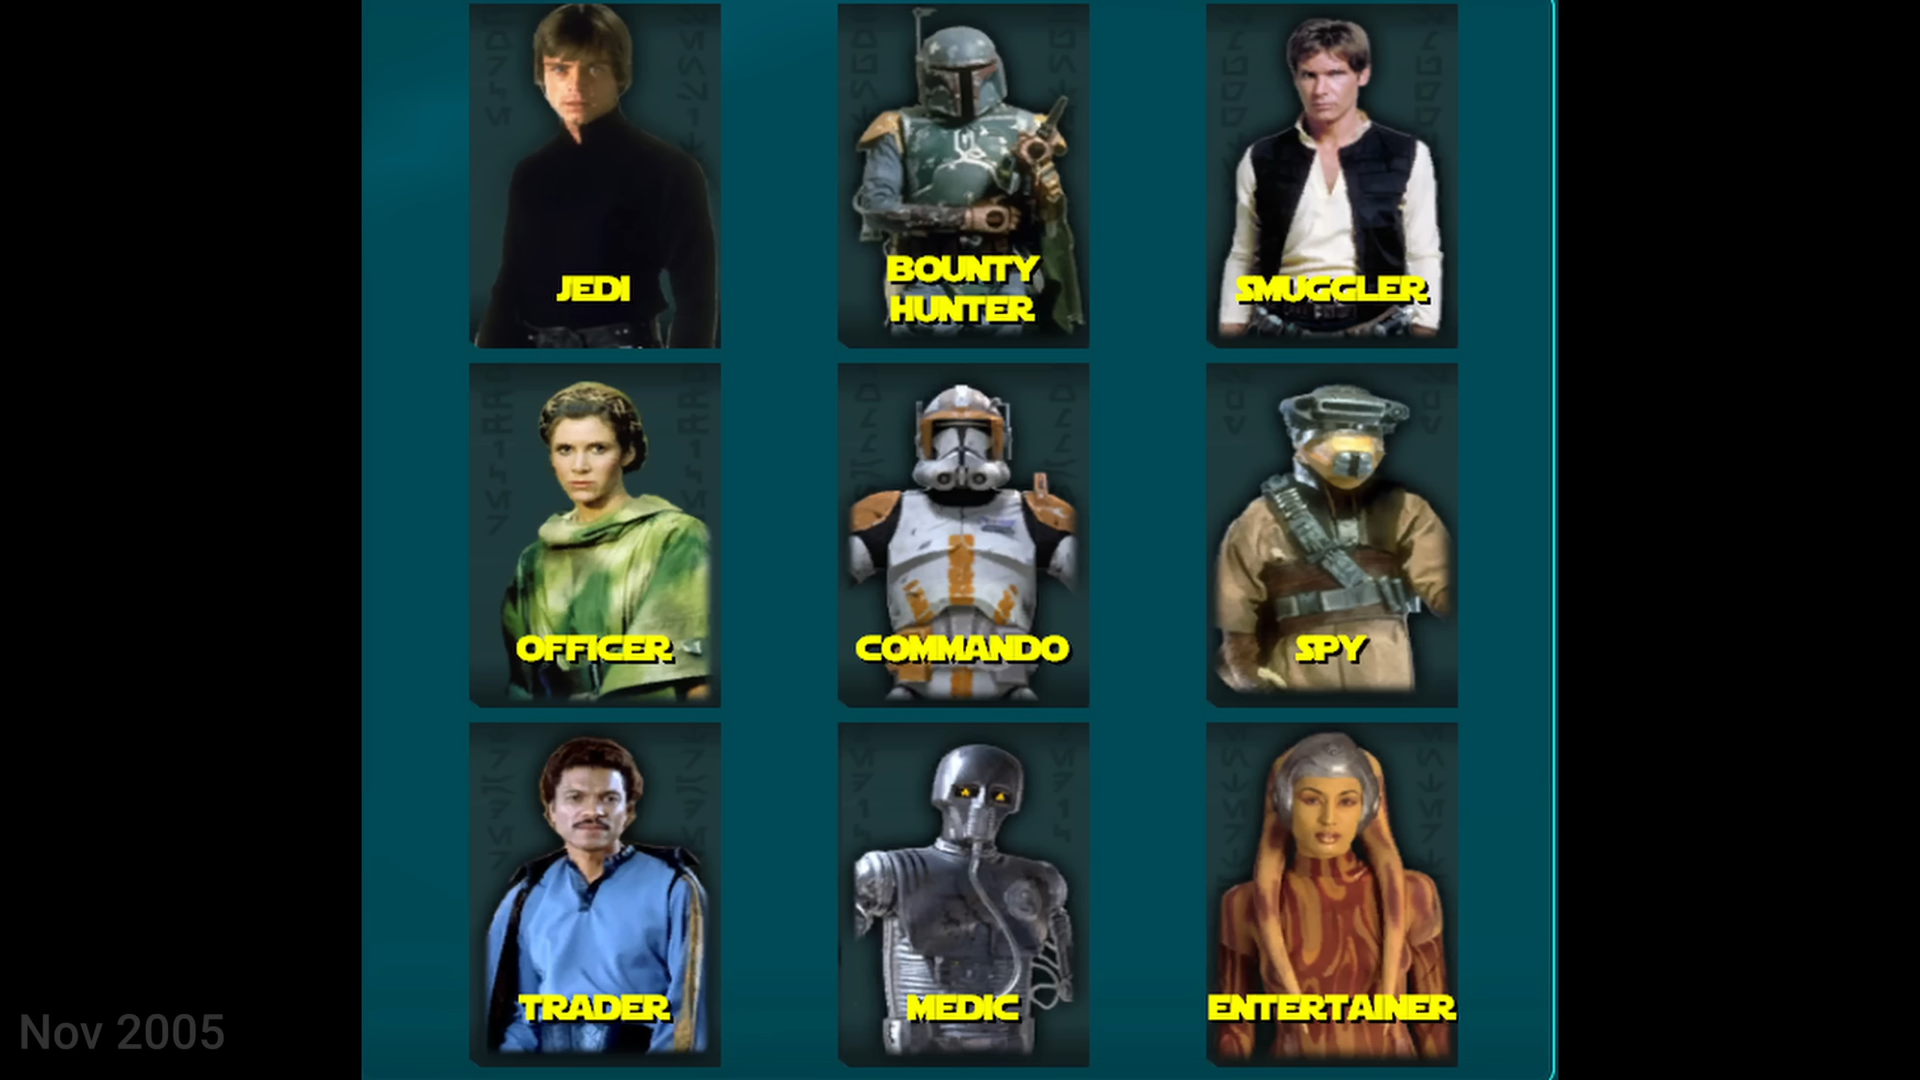 JEDI
BOUNTY
HUNTER
SMUGGLER
OFFICER
COMMANDO
SPY
TRADER
MEDIC
ENTERTAINER
Nov 2005